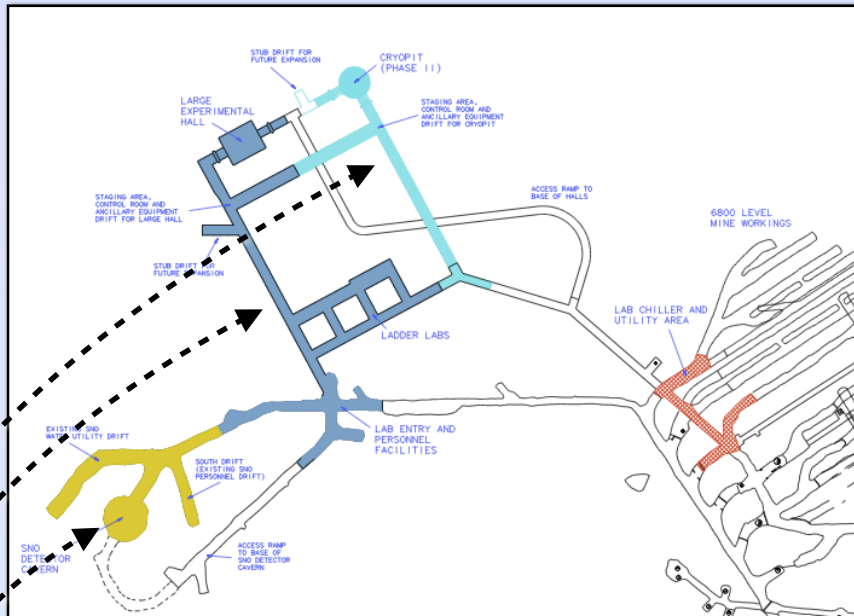 STUB DRIFT FOR
FUTURE EXPANSION
CRYOPIT
(PHASE II)
LARGE
EXPERIMENTAL
HALL
STAGING AREA,
CONTROL ROOM AND
ANCILLARY EQUIPMENT
DRIFT FOR CRYOPIT
STAGING AREA,
CONTROL ROOM AND
ANCILLARY EQUIPMENT
DRIFT FOR LARGE HALL
ACCESS RAMP TO
BASE OF HALLS
6800 LEVEL
MINE WORKINGS
STUB DRIFT FOR
FUTURE EXPANSION
LAB CHILLER AND
UTILITY AREA
LADDER LABS
LAB ENTRY AND
PERSONNEL
FACILITIES
EXISTING SNO
WATER UTILITY DRIFT
SOUTH DRIFT
(EXISTING SNO
PERSONNEL DRIFT)
SNO
DETECTOR
CAVERN
ACCESS RAMP
TO BASE OF
SNO DETECTOR
CAVERN